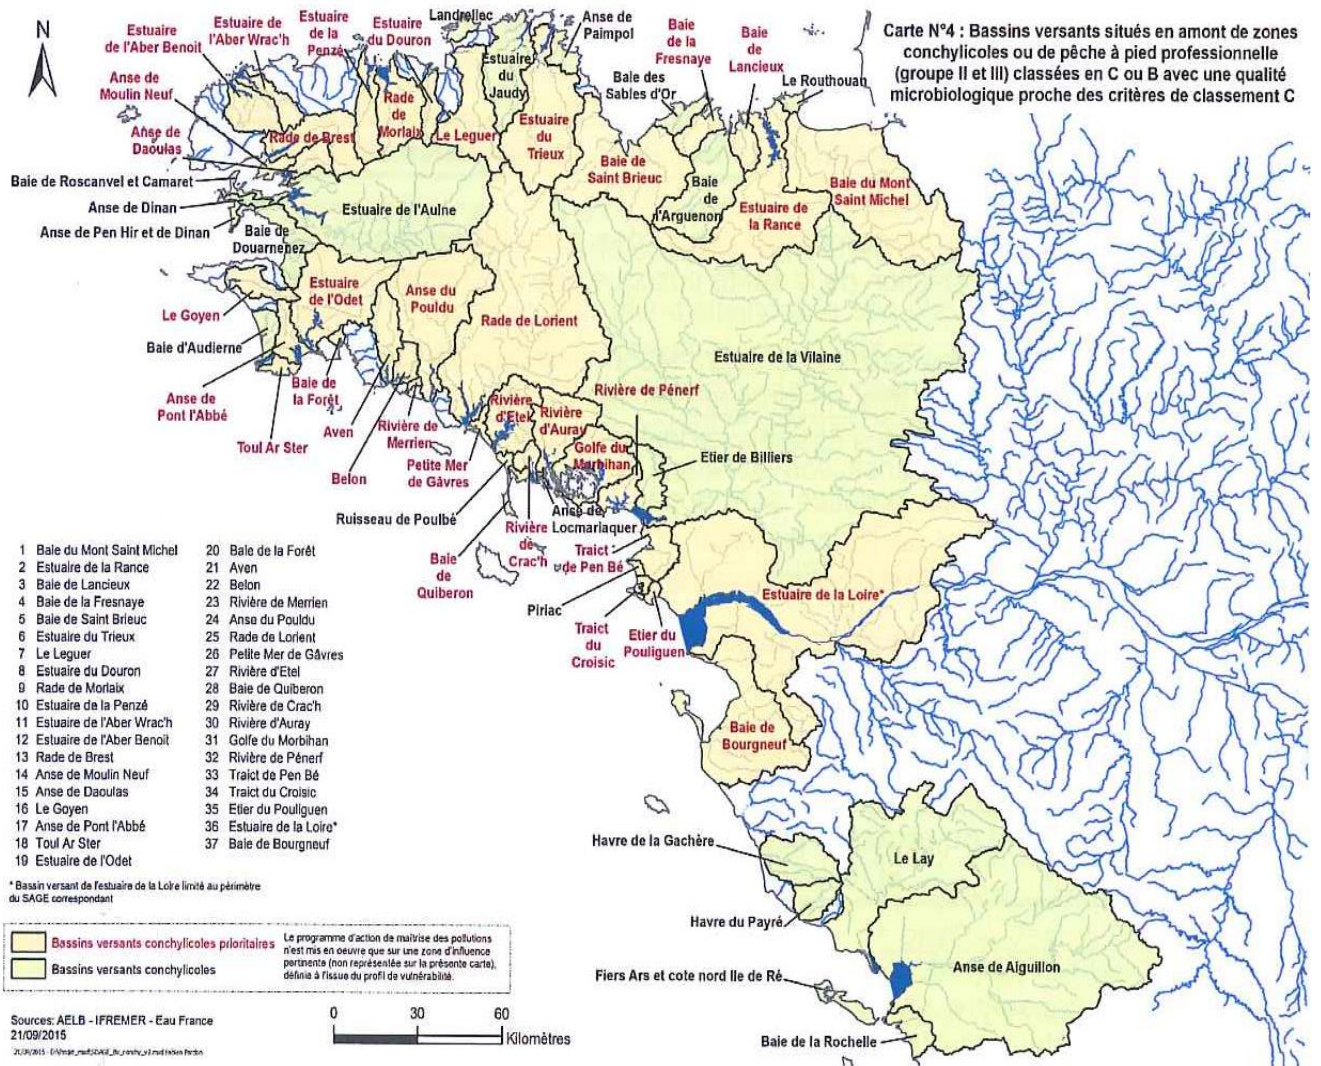 Carte N°4 : Bassins versants situés en amont de zones
conchylicoles ou de pêche à pied professionnelle
(groupe II et III) classées en C ou B avec une qualité
microbiologique proche des critères de classement C
N
Estuaire
de l'Aber Benoit
Estuaire de
l'Aber Wrac'h
Estuaire
de la
Penzé
Estuaire
du Douron
Landrellec
Anse de
Paimpol
Baie
de la
Fresnaye
Baie
de
Lancieux
Le Routhouan
Anse de
Moulin Neuf
Estuaire
du
Jaudy
Baie des
Sables d'Or
Rade
de
Morlaix
Anse de
Daoulas
Rade de Brest
Le Leguer
Estuaire
du
Trieux
Baie de
Saint Brieuc
Baie
de
l'Arguenon
Baie du Mont
Saint Michel
Estuaire de
la Rance
Baie de Roscanvel et Camaret
Anse de Dinan
Anse de Pen Hir et de Dinan
Estuaire de l'Aulne
Baie de
Douarnenez
Estuaire
de l'Odet
Anse du
Pouldu
Le Goyen
Rade de Lorient
Baie d'Audierne
Estuaire de la Vilaine
Anse de
Pont l'Abbé
Baie de
la Forêt
Rivière de Pénerf
Toul Ar Ster
Aven
Rivière de
Merrien
Rivière
d'Etel
Rivière
d'Auray
Golfe du
Morbihan
Etier de Billiers
Belon
Petite Mer
de Gâvres
Ruisseau de Poulbé
Anse de
Locmariaquer
Baie
de
Quiberon
Rivière
de
Crac'h
Traict
de Pen Bé
Piriac
Traict
du
Croisic
Etier du
Pouliguen
Estuaire de la Loire*
Baie de
Bourgneuf
Havre de la Gachère
Le Lay
Havre du Payré
Anse de Aiguillon
Fiers Ars et cote nord Ile de Ré
Baie de la Rochelle
1 Baie du Mont Saint Michel
2 Estuaire de la Rance
3 Baie de Lancieux
4 Baie de la Fresnaye
5 Baie de Saint Brieuc
6 Estuaire du Trieux
7 Le Leguer
8 Estuaire du Douron
9 Rade de Morlaix
10 Estuaire de la Penzé
11 Estuaire de l'Aber Wrac'h
12 Estuaire de l'Aber Benoit
13 Rade de Brest
14 Anse de Moulin Neuf
15 Anse de Daoulas
16 Le Goyen
17 Anse de Pont l'Abbé
18 Toul Ar Ster
19 Estuaire de l'Odet
20 Baie de la Forêt
21 Aven
22 Belon
23 Rivière de Merrien
24 Anse du Pouldu
25 Rade de Lorient
26 Petite Mer de Gâvres
27 Rivière d'Etel
28 Baie de Quiberon
29 Rivière de Crac'h
30 Rivière d'Auray
31 Golfe du Morbihan
32 Rivière de Pénerf
33 Traict de Pen Bé
34 Traict du Croisic
35 Etier du Pouliguen
36 Estuaire de la Loire*
37 Baie de Bourgneuf
* Bassin versant de l'estuaire de la Loire limité au périmètre
du SAGE correspondant
Bassins versants conchylicoles prioritaires
Bassins versants conchylicoles
Le programme d'action de maîtrise des pollutions
n'est mis en oeuvre que sur une zone d'influence
pertinente (non représentée sur la présente carte),
définie à l'issue du profil de vulnérabilité.
Sources: AELB - IFREMER - Eau France
21/09/2015
0 30 60
Kilomètres